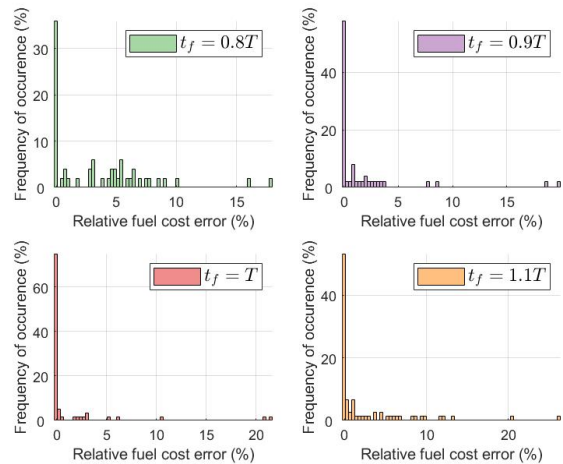 Frequency of occurence (%)
30
20
10
0
0
5
10
15
Relative fuel cost error (%)
t_f = 0.8T
Frequency of occurence (%)
40
20
0
0
5
10
15
20
Relative fuel cost error (%)
t_f = 0.9T
Frequency of occurence (%)
60
40
20
0
0
5
10
15
20
Relative fuel cost error (%)
t_f = T
Frequency of occurence (%)
40
20
0
0
10
20
Relative fuel cost error (%)
t_f = 1.1T